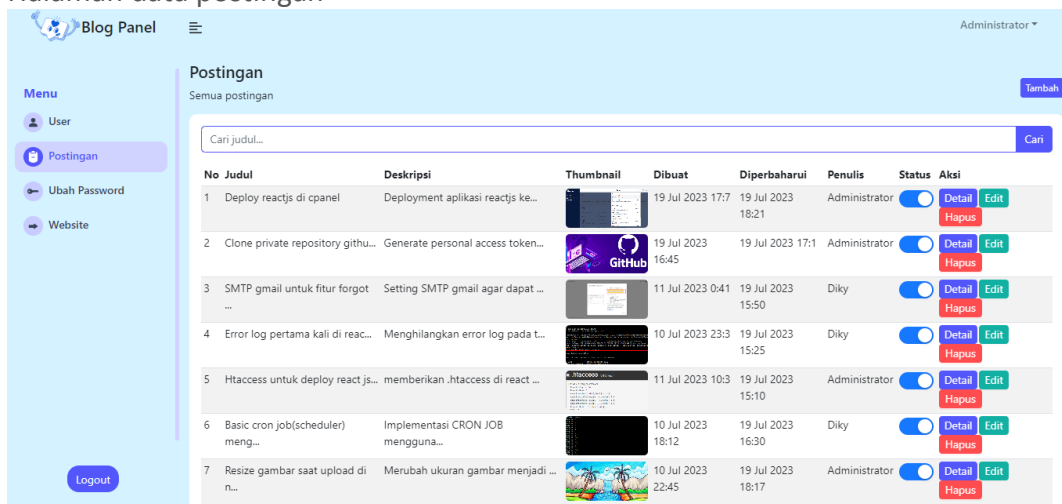 Blog Panel
Administrator
Menu
User
Postingan
Ubah Password
Website
Logout
Postingan
Semua postingan
Tambah
Cari judul...
Cari
No Judul Deskripsi Thumbnail Dibuat Diperbaharui Penulis Status Aksi
1 Deploy reactjs di cpanel Deployment aplikasi reactjs ke... 19 Jul 2023 17:7 19 Jul 2023 Administrator Detail Edit
18:21 Hapus
2 Clone private repository githu... Generate personal access token... GitHub 19 Jul 2023 19 Jul 2023 17:1 Administrator Detail Edit
16:45 Hapus
3 SMTP gmail untuk fitur forgot Setting SMTP gmail agar dapat ... 11 Jul 2023 0:41 19 Jul 2023 Diky Detail Edit
... 15:50 Hapus
4 Error log pertama kali di reac... Menghilangkan error log pada t... 10 Jul 2023 23:3 19 Jul 2023 Diky Detail Edit
15:25 Hapus
5 Htaccess untuk deploy react js... memberikan .htaccess di react ... .htaccess 11 Jul 2023 10:3 19 Jul 2023 Administrator Detail Edit
15:10 Hapus
6 Basic cron job(scheduler) Implementasi CRON JOB 10 Jul 2023 19 Jul 2023 Diky Detail Edit
meng... mengguna... 18:12 16:30 Hapus
7 Resize gambar saat upload di Merubah ukuran gambar menjadi ... 10 Jul 2023 19 Jul 2023 Administrator Detail Edit
n... 22:45 18:17 Hapus